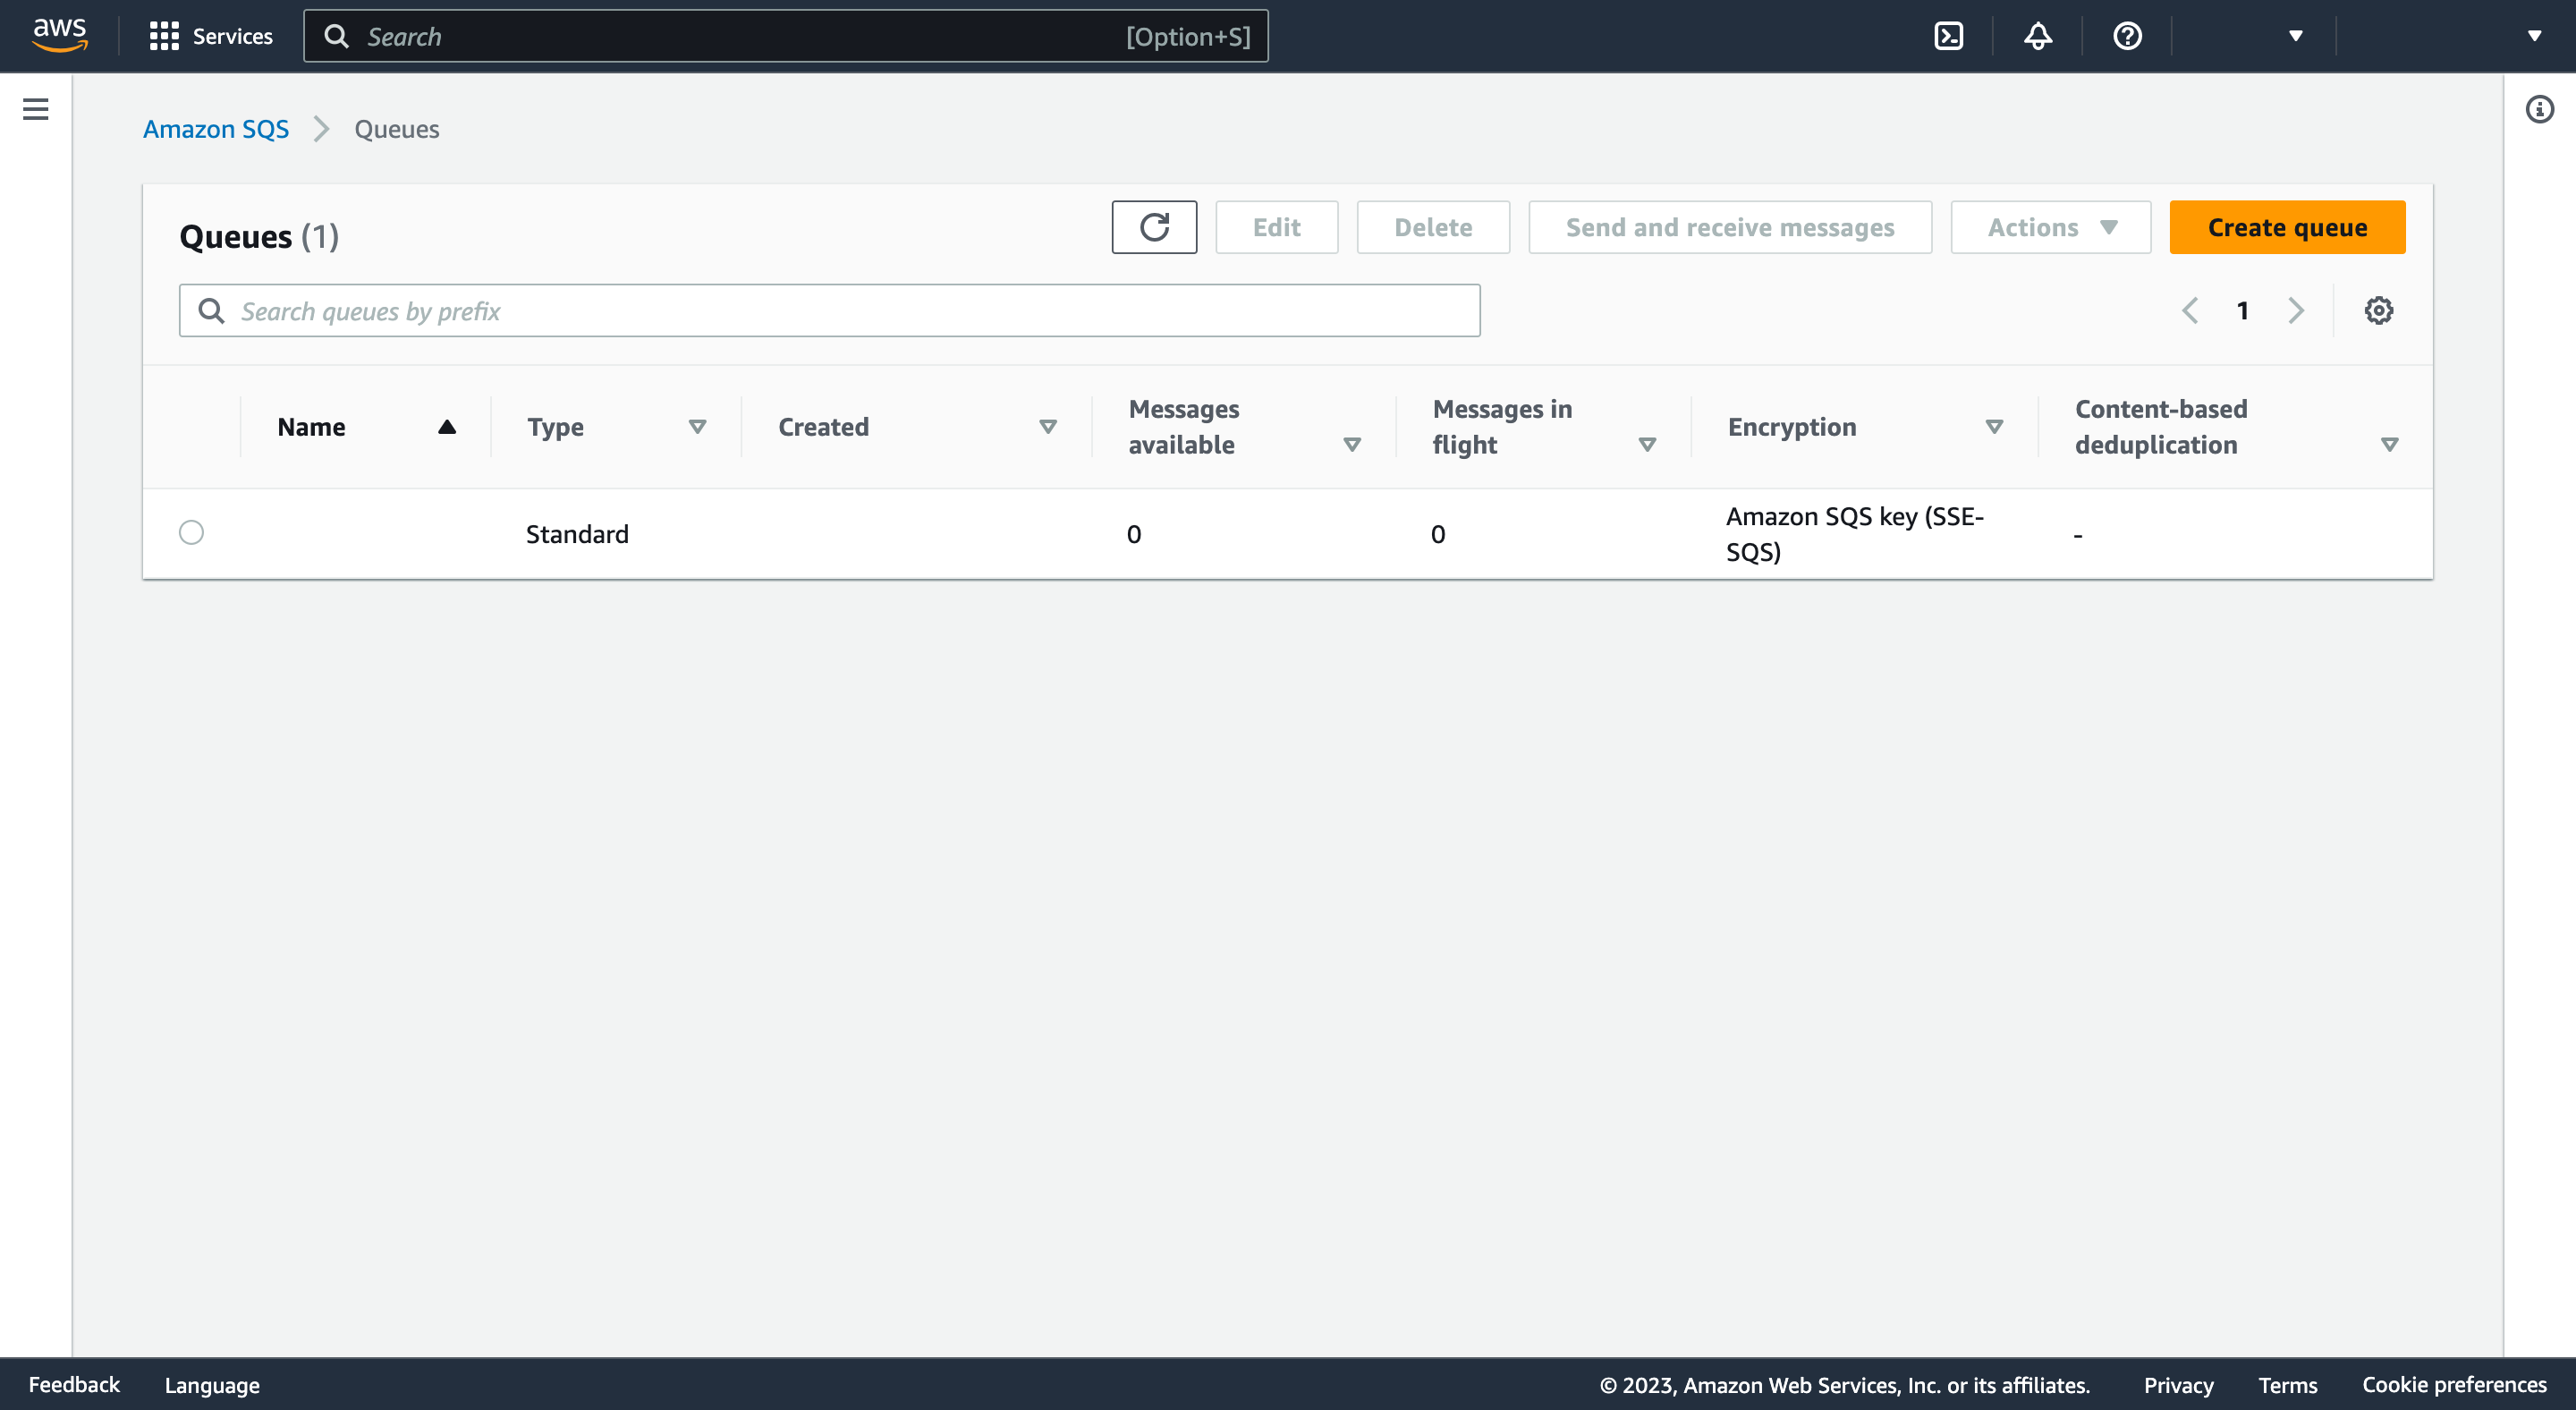 aws Services Search [Option+S]
Amazon SQS Queues
Queues (1) Edit Delete Send and receive messages Actions Create queue
Search queues by prefix 1
Name Type Created Messages available Messages in flight Encryption Content-based deduplication
Standard 0 0 Amazon SQS key (SSE-SQS) -
Feedback Language © 2023, Amazon Web Services, Inc. or its affiliates. Privacy Terms Cookie preferences